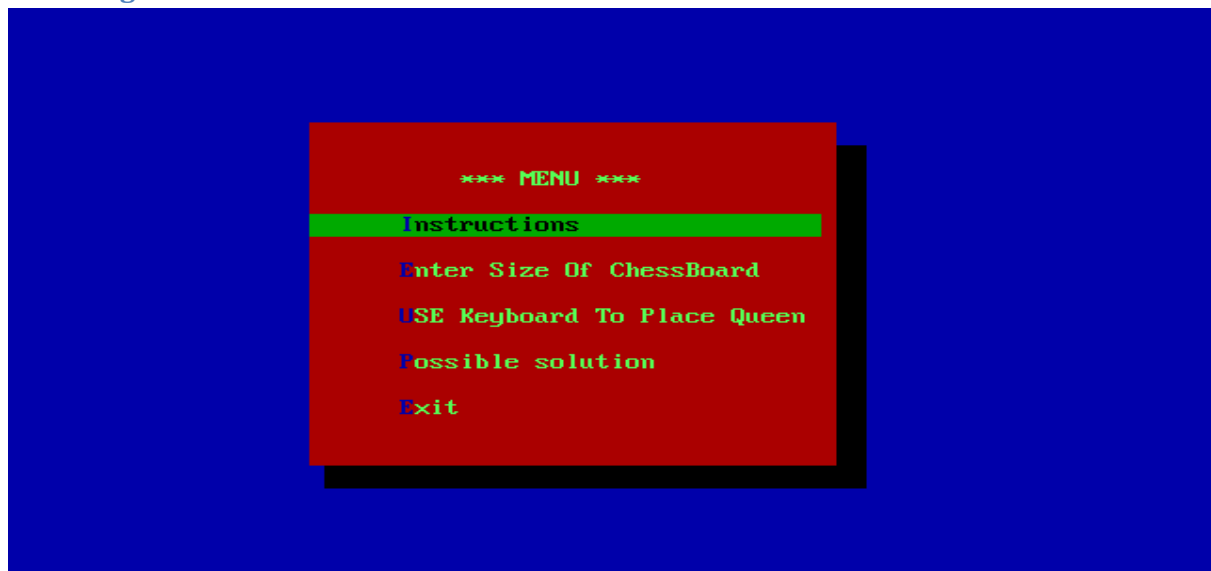 *** MENU ***
Instructions
Enter Size Of ChessBoard
USE Keyboard To Place Queen
Possible solution
Exit